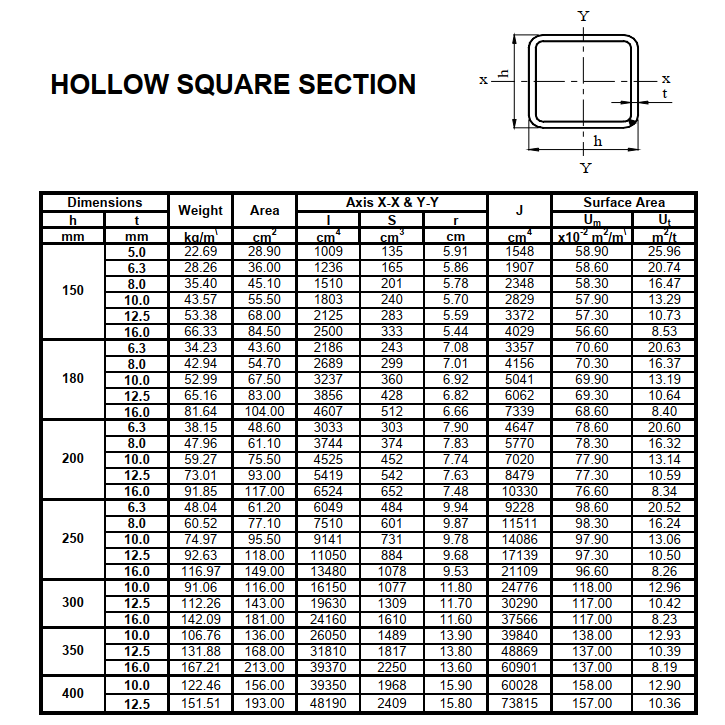 Y
HOLLOW SQUARE SECTION
x h x
t
h
Y
Dimensions Weight Area Axis X-X & Y-Y J Surface Area
h t I S r Um Ut
mm mm kg/m\ cm² cm⁴ cm³ cm cm⁴ x10⁻² m²/m\ m²/t
150 5.0 22.69 28.90 1009 135 5.91 1548 58.90 25.96
6.3 28.26 36.00 1236 165 5.86 1907 58.60 20.74
8.0 35.40 45.10 1510 201 5.78 2348 58.30 16.47
10.0 43.57 55.50 1803 240 5.70 2829 57.90 13.29
12.5 53.38 68.00 2125 283 5.59 3372 57.30 10.73
16.0 66.33 84.50 2500 333 5.44 4029 56.60 8.53
180 6.3 34.23 43.60 2186 243 7.08 3357 70.60 20.63
8.0 42.94 54.70 2689 299 7.01 4156 70.30 16.37
10.0 52.99 67.50 3237 360 6.92 5041 69.90 13.19
12.5 65.16 83.00 3856 428 6.82 6062 69.30 10.64
16.0 81.64 104.00 4607 512 6.66 7339 68.60 8.40
200 6.3 38.15 48.60 3033 303 7.90 4647 78.60 20.60
8.0 47.96 61.10 3744 374 7.83 5770 78.30 16.32
10.0 59.27 75.50 4525 452 7.74 7020 77.90 13.14
12.5 73.01 93.00 5419 542 7.63 8479 77.30 10.59
16.0 91.85 117.00 6524 652 7.48 10330 76.60 8.34
250 6.3 48.04 61.20 6049 484 9.94 9228 98.60 20.52
8.0 60.52 77.10 7510 601 9.87 11511 98.30 16.24
10.0 74.97 95.50 9141 731 9.78 14086 97.90 13.06
12.5 92.63 118.00 11050 884 9.68 17139 97.30 10.50
16.0 116.97 149.00 13480 1078 9.53 21109 96.60 8.26
300 10.0 91.06 116.00 16150 1077 11.80 24776 118.00 12.96
12.5 112.26 143.00 19630 1309 11.70 30290 117.00 10.42
16.0 142.09 181.00 24160 1610 11.60 37566 117.00 8.23
350 10.0 106.76 136.00 26050 1489 13.90 39840 138.00 12.93
12.5 131.88 168.00 31810 1817 13.80 48869 137.00 10.39
16.0 167.21 213.00 39370 2250 13.60 60901 137.00 8.19
400 10.0 122.46 156.00 39350 1968 15.90 60028 158.00 12.90
12.5 151.51 193.00 48190 2409 15.80 73815 157.00 10.36